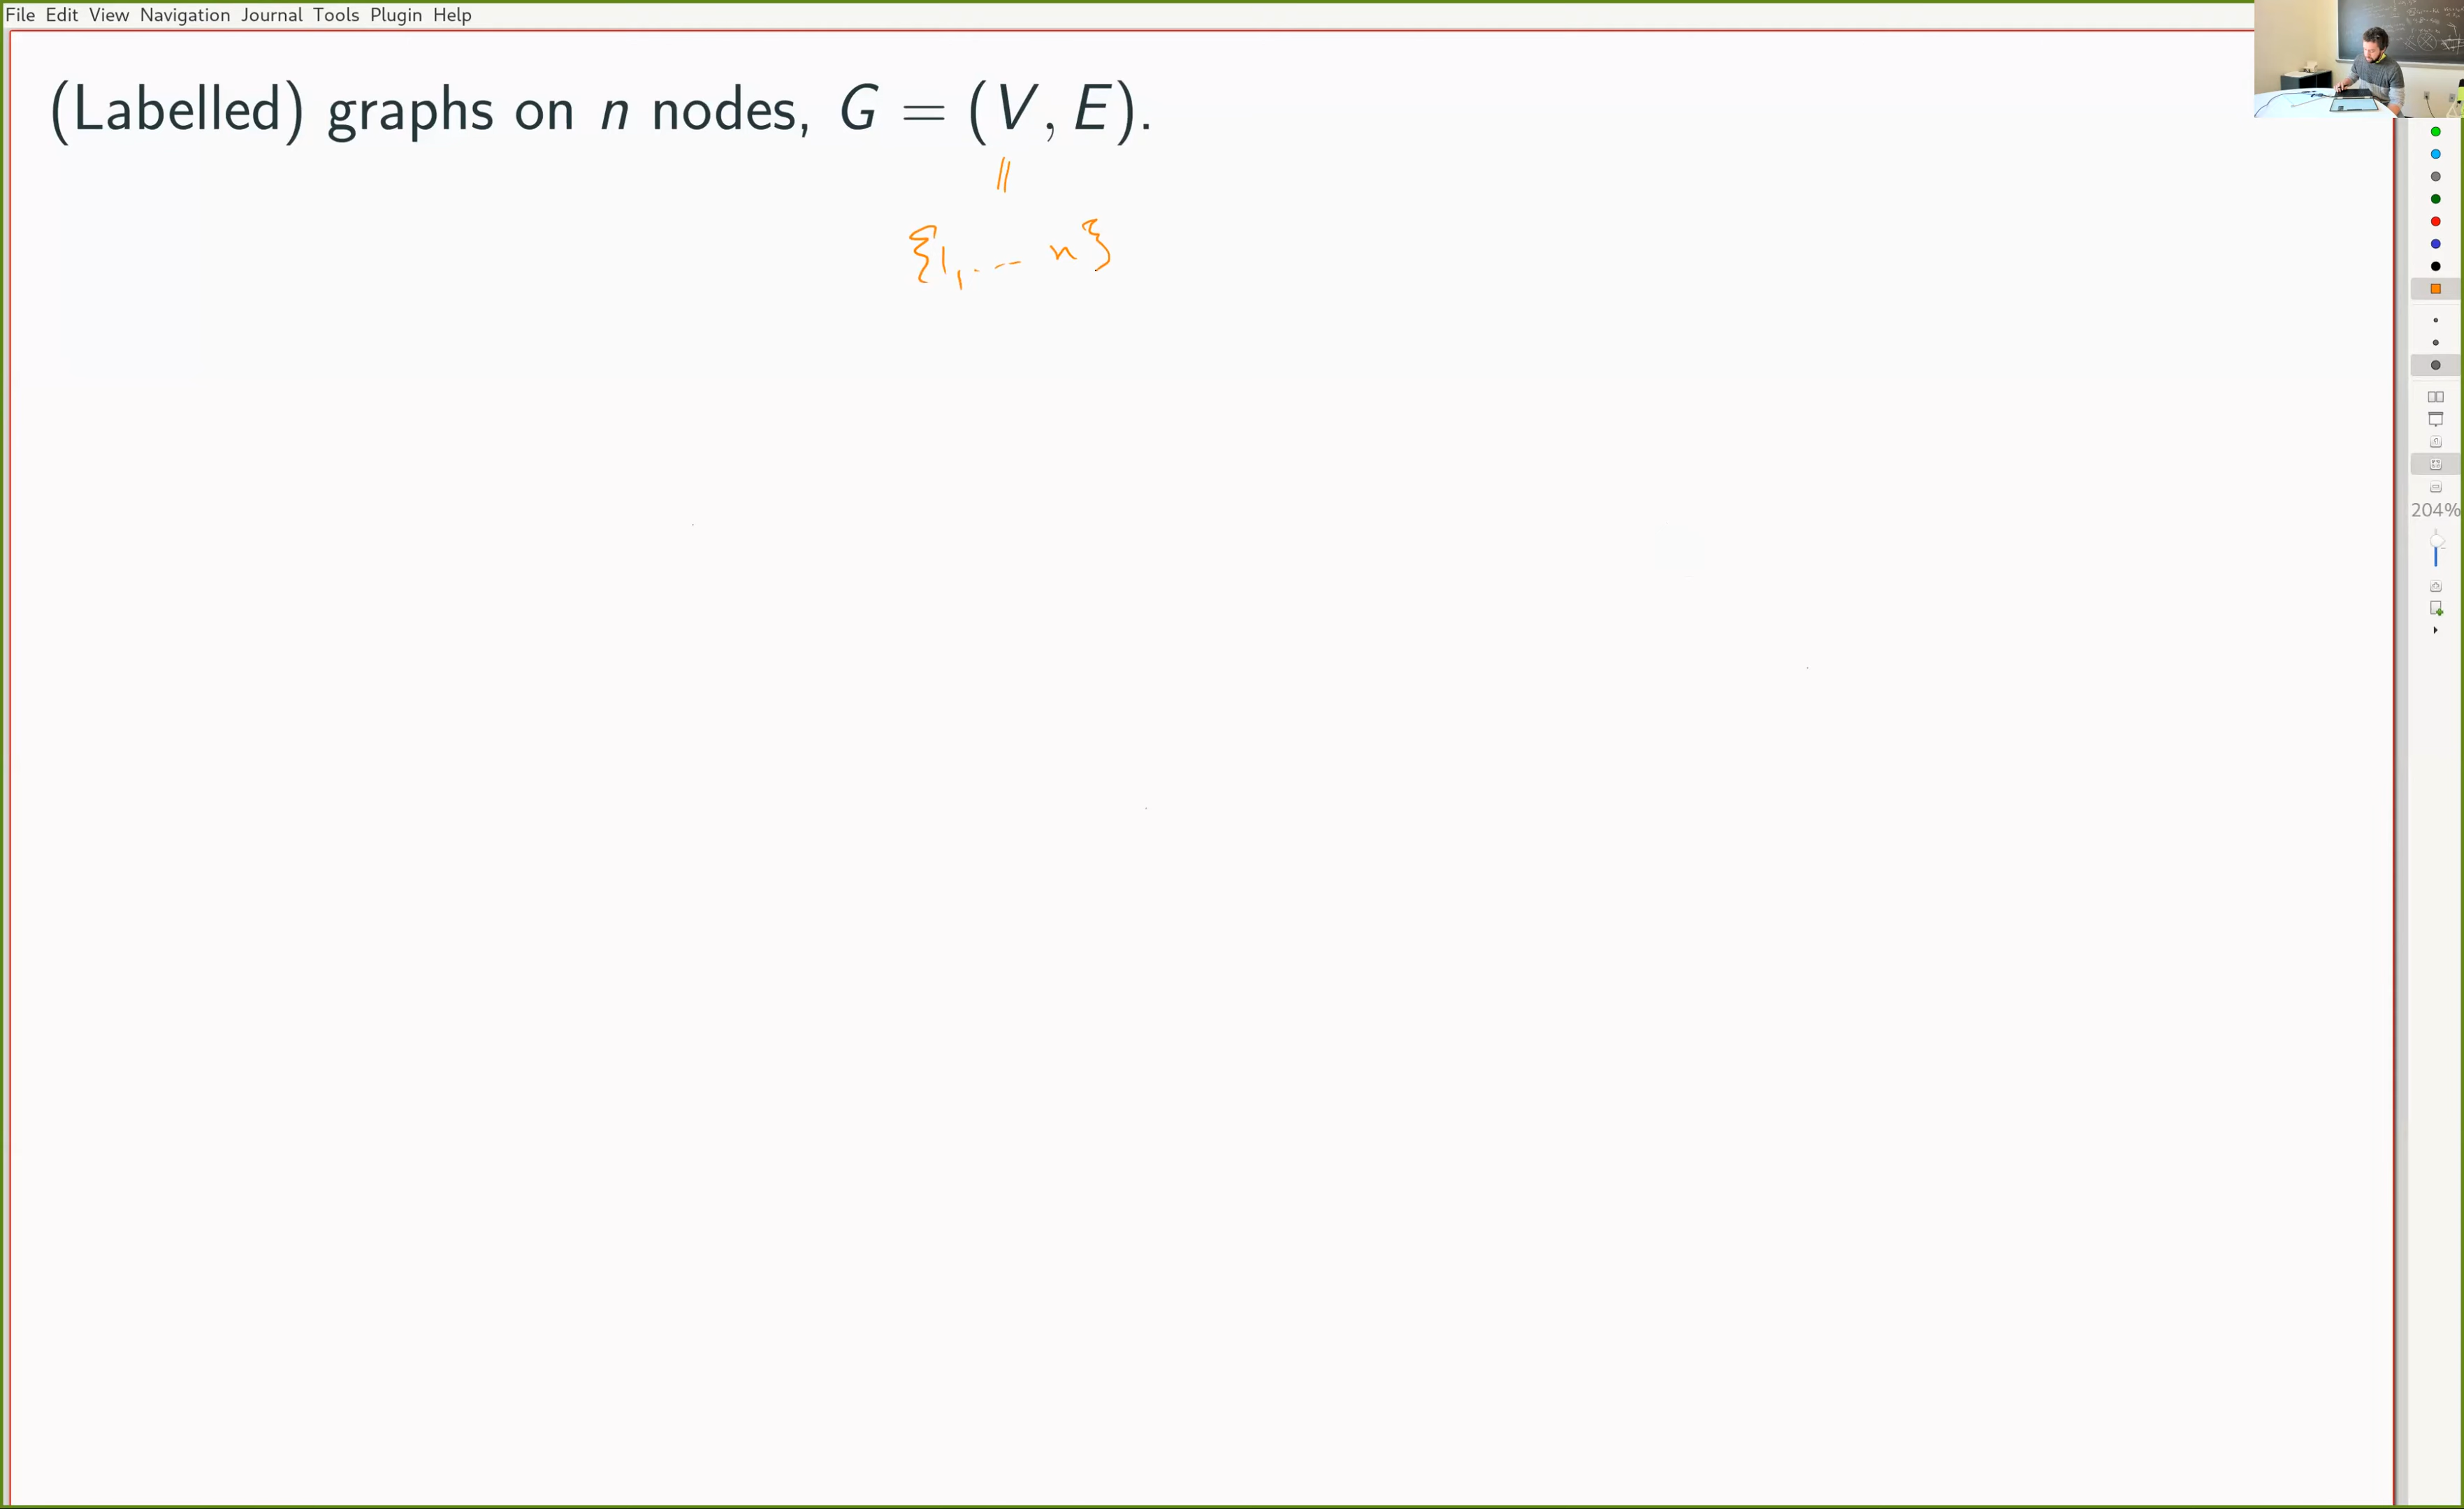 File Edit View Navigation Journal Tools Plugin Help
(Labelled) graphs on n nodes, G = (V, E).
||
{1, ... n}
204%